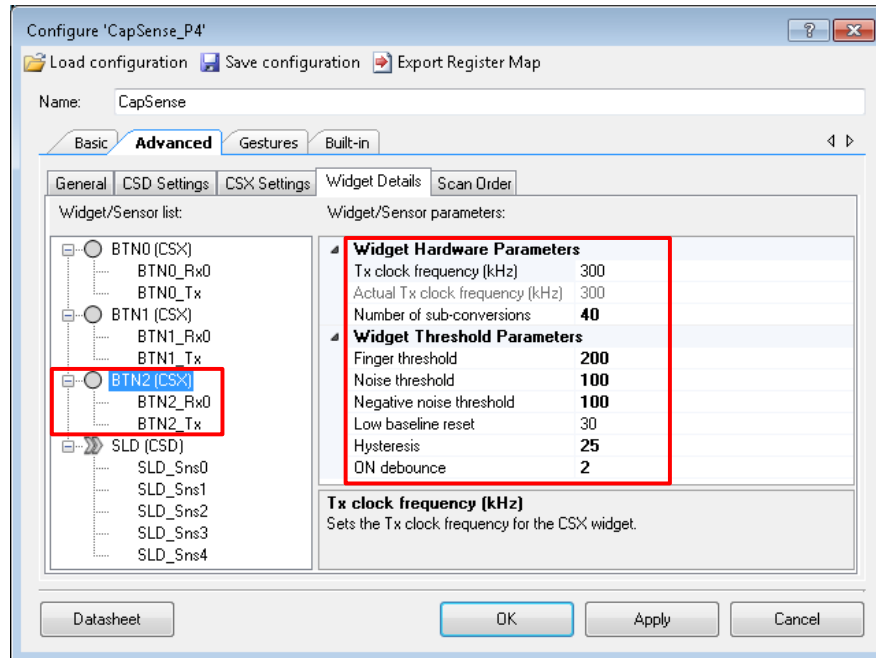 Configure 'CapSense_P4'
Load configuration Save configuration Export Register Map
Name: CapSense
Basic Advanced Gestures Built-in
General CSD Settings CSX Settings Widget Details Scan Order
Widget/Sensor list: Widget/Sensor parameters:
BTN0 (CSX)
BTN0_Rx0
BTN0_Tx
BTN1 (CSX)
BTN1_Rx0
BTN1_Tx
BTN2 (CSX)
BTN2_Rx0
BTN2_Tx
SLD (CSD)
SLD_Sns0
SLD_Sns1
SLD_Sns2
SLD_Sns3
SLD_Sns4
Widget Hardware Parameters
Tx clock frequency (kHz) 300
Actual Tx clock frequency (kHz) 300
Number of sub-conversions 40
Widget Threshold Parameters
Finger threshold 200
Noise threshold 100
Negative noise threshold 100
Low baseline reset 30
Hysteresis 25
ON debounce 2
Tx clock frequency (kHz)
Sets the Tx clock frequency for the CSX widget.
Datasheet OK Apply Cancel